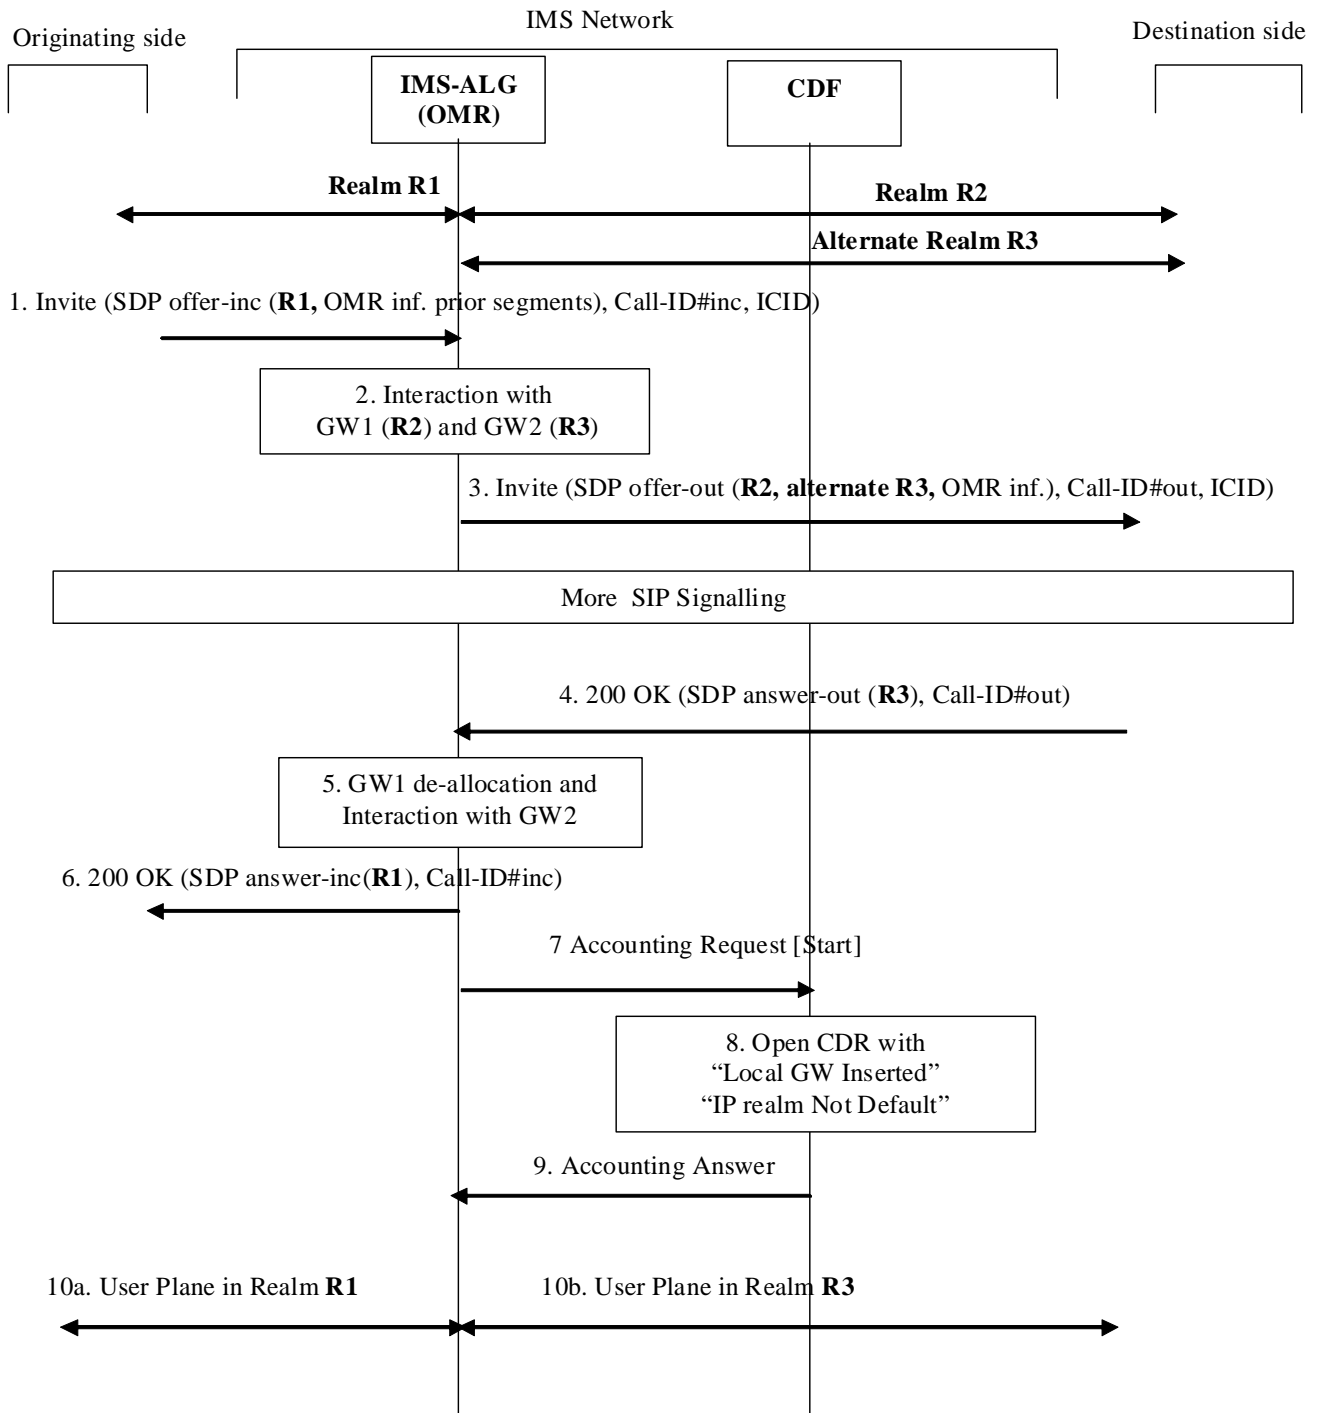 IMS Network
Originating side
Destination side
IMS-ALG
(OMR)
CDF
Realm R1
Realm R2
Alternate Realm R3
1. Invite (SDP offer-inc (R1, OMR inf. prior segments), Call-ID#inc, ICID)
2. Interaction with
GW1 (R2) and GW2 (R3)
3. Invite (SDP offer-out (R2, alternate R3, OMR inf.), Call-ID#out, ICID)
More SIP Signalling
4. 200 OK (SDP answer-out (R3), Call-ID#out)
5. GW1 de-allocation and
Interaction with GW2
6. 200 OK (SDP answer-inc(R1), Call-ID#inc)
7 Accounting Request [Start]
8. Open CDR with
“Local GW Inserted”
“IP realm Not Default”
9. Accounting Answer
10a. User Plane in Realm R1
10b. User Plane in Realm R3